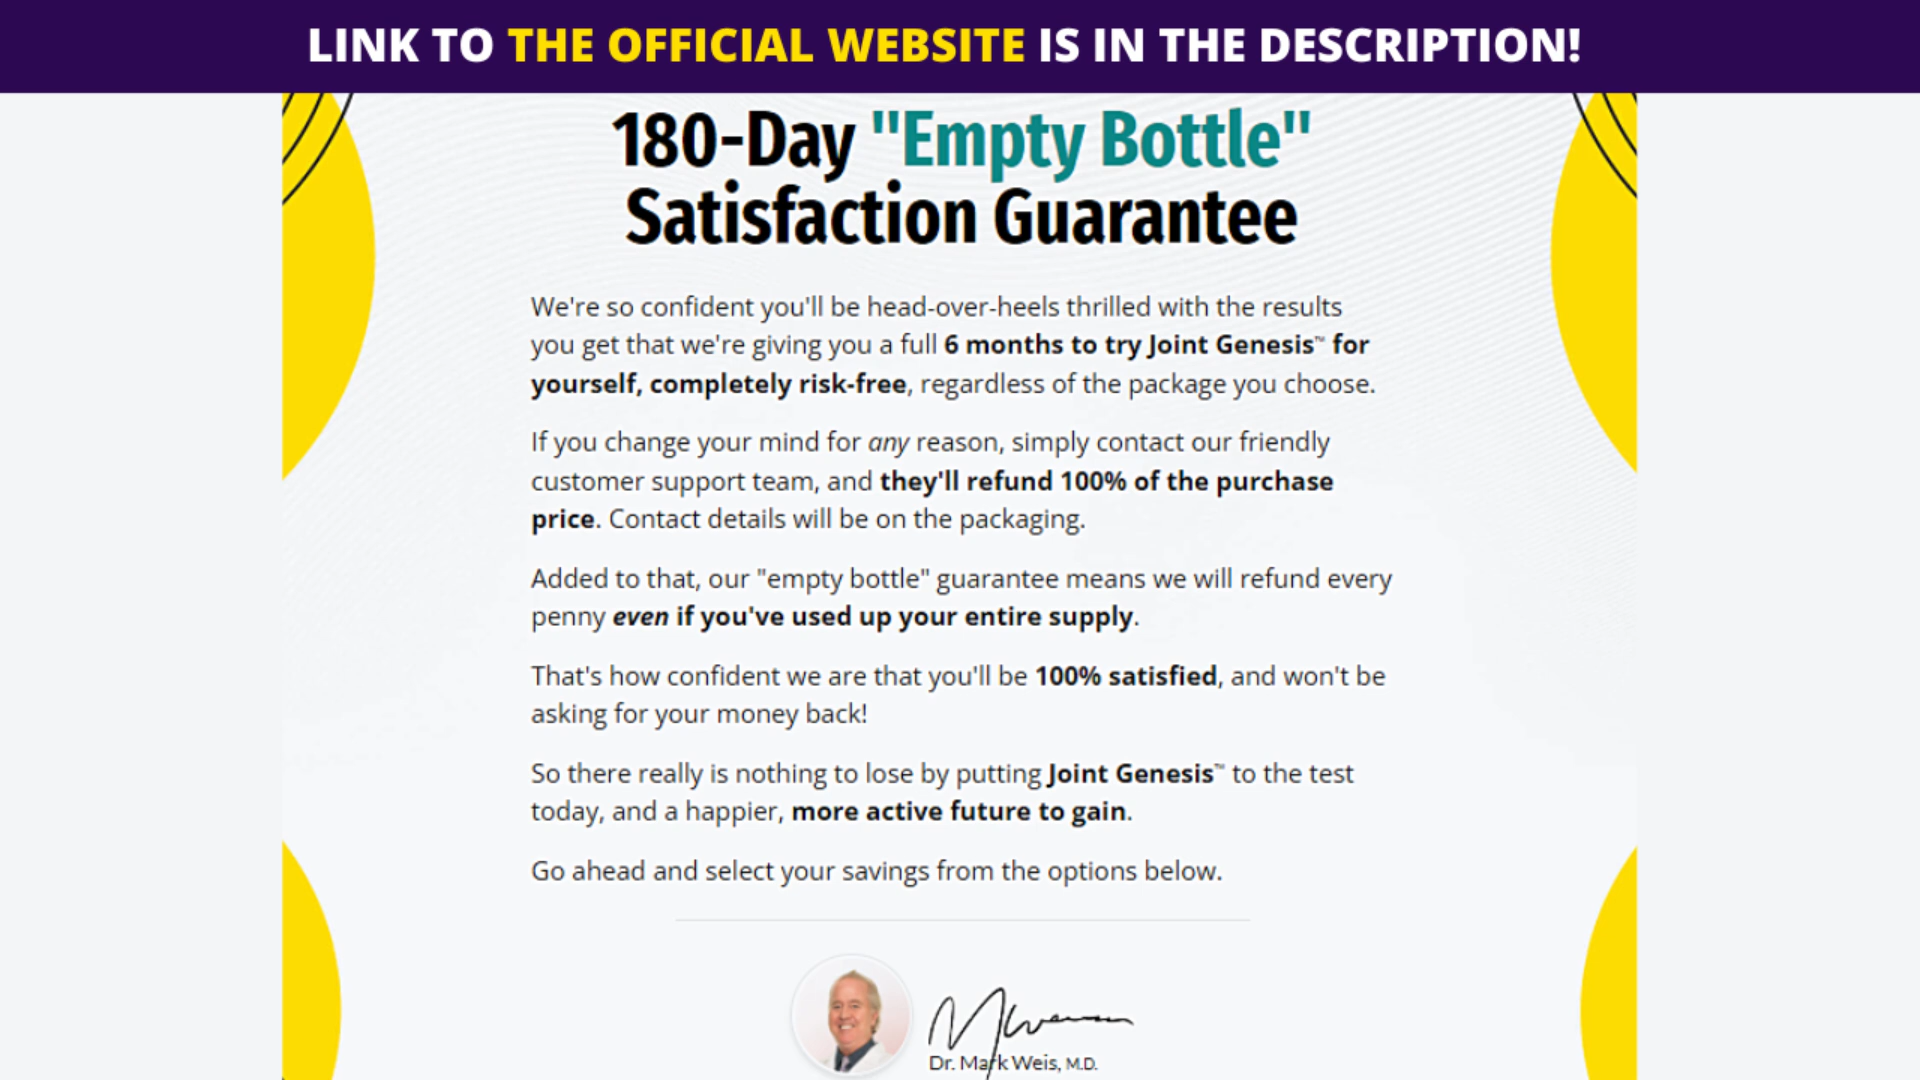 LINK TO THE OFFICIAL WEBSITE IS IN THE DESCRIPTION!
180-Day "Empty Bottle"
Satisfaction Guarantee
We're so confident you'll be head-over-heels thrilled with the results
you get that we're giving you a full 6 months to try Joint Genesis™ for
yourself, completely risk-free, regardless of the package you choose.
If you change your mind for any reason, simply contact our friendly
customer support team, and they'll refund 100% of the purchase
price. Contact details will be on the packaging.
Added to that, our "empty bottle" guarantee means we will refund every
penny even if you've used up your entire supply.
That's how confident we are that you'll be 100% satisfied, and won't be
asking for your money back!
So there really is nothing to lose by putting Joint Genesis™ to the test
today, and a happier, more active future to gain.
Go ahead and select your savings from the options below.
Dr. Mark Weis, M.D.